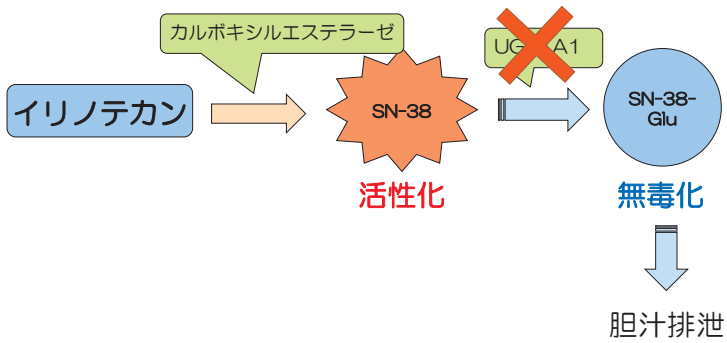 カルボキシルエステラーゼ
イリノテカン
SN-38
活性化
SN-38-
Glu
無毒化
胆汁排泄